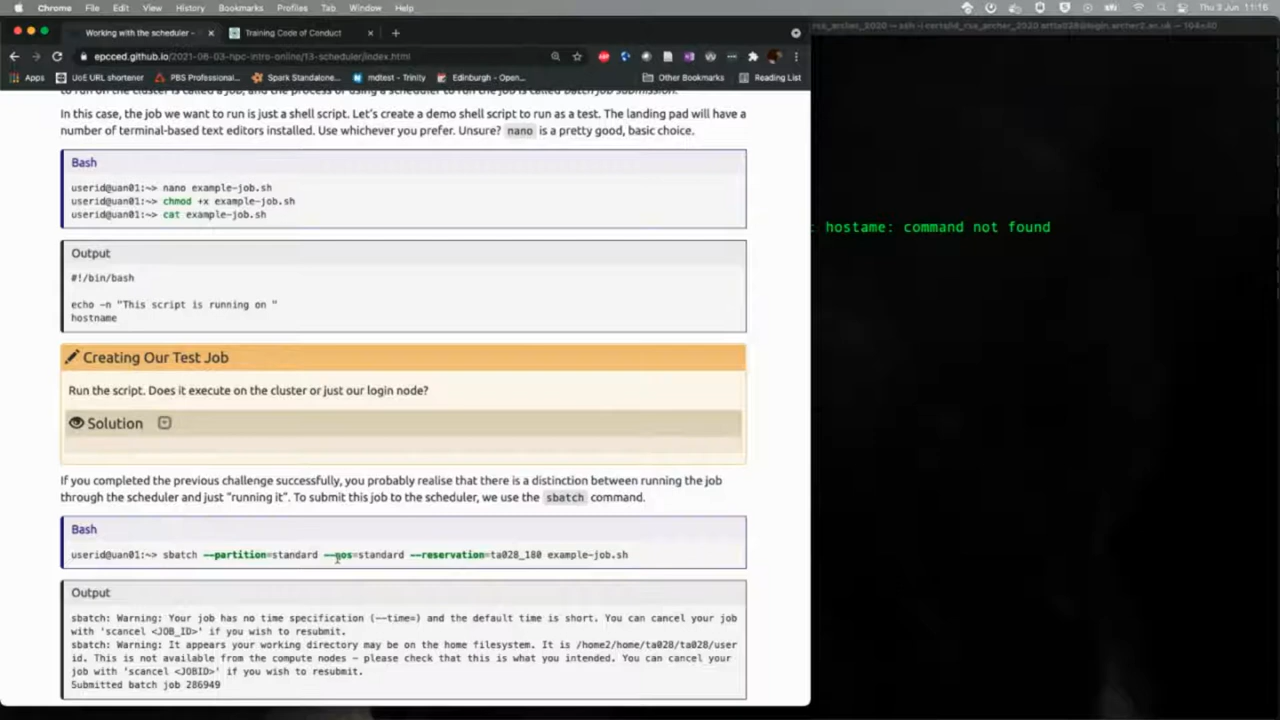 Chrome File Edit View History Bookmarks Profiles Tab Window Help
Thu 3 Jun 11:16
Working with the scheduler -
Training Code of Conduct
epcced.github.io/2021-06-03-hpc-intro-online/13-scheduler/index.html
Apps UoE URL shortener PBS Professional... Spark Standalone... mdtest - Trinity Edinburgh - Open... Other Bookmarks Reading List
In this case, the job we want to run is just a shell script. Let's create a demo shell script to run as a test. The landing pad will have a
number of terminal-based text editors installed. Use whichever you prefer. Unsure? nano is a pretty good, basic choice.
Bash
userid@uan01:~> nano example-job.sh
userid@uan01:~> chmod +x example-job.sh
userid@uan01:~> cat example-job.sh
Output
#!/bin/bash
echo -n "This script is running on "
hostname
Creating Our Test Job
Run the script. Does it execute on the cluster or just our login node?
Solution
If you completed the previous challenge successfully, you probably realise that there is a distinction between running the job
through the scheduler and just "running it". To submit this job to the scheduler, we use the sbatch command.
Bash
userid@uan01:~> sbatch --partition=standard --qos=standard --reservation=ta028_180 example-job.sh
Output
sbatch: Warning: Your job has no time specification (--time=) and the default time is short. You can cancel your job
with 'scancel <JOB_ID>' if you wish to resubmit.
sbatch: Warning: It appears your working directory may be on the home filesystem. It is /home2/home/ta028/ta028/user
id. This is not available from the compute nodes - please check that this is what you intended. You can cancel your
job with 'scancel <JOBID>' if you wish to resubmit.
Submitted batch job 286949
: hostame: command not found